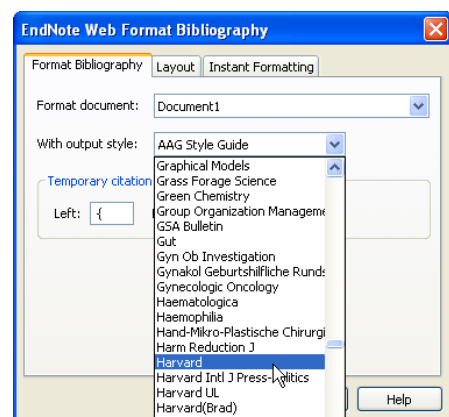 EndNote Web Format Bibliography
Format Bibliography Layout Instant Formatting
Format document: Document1
With output style: AAG Style Guide
Graphical Models
Temporary citation Grass Forage Science
Green Chemistry
Left: { Group Organization Manageme
GSA Bulletin
Gut
Gyn Ob Investigation
Gynakol Geburtshilfliche Runds
Gynecologic Oncology
Haematologica
Haemophilia
Hand-Mikro-Plastische Chirurgi
Harm Reduction J
Harvard
Harvard Intl J Press-Politics
Harvard UL
Harvard(Brad)
Help